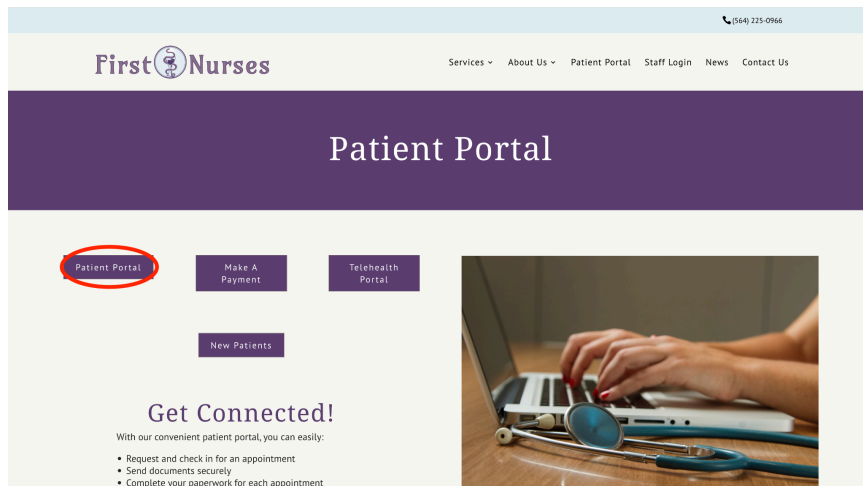 (564) 225-0966
First Nurses
Services About Us Patient Portal Staff Login News Contact Us
Patient Portal
Patient Portal
Make A
Payment
Telehealth
Portal
New Patients
Get Connected!
With our convenient patient portal, you can easily:
• Request and check in for an appointment
• Send documents securely
• Complete your paperwork for each appointment